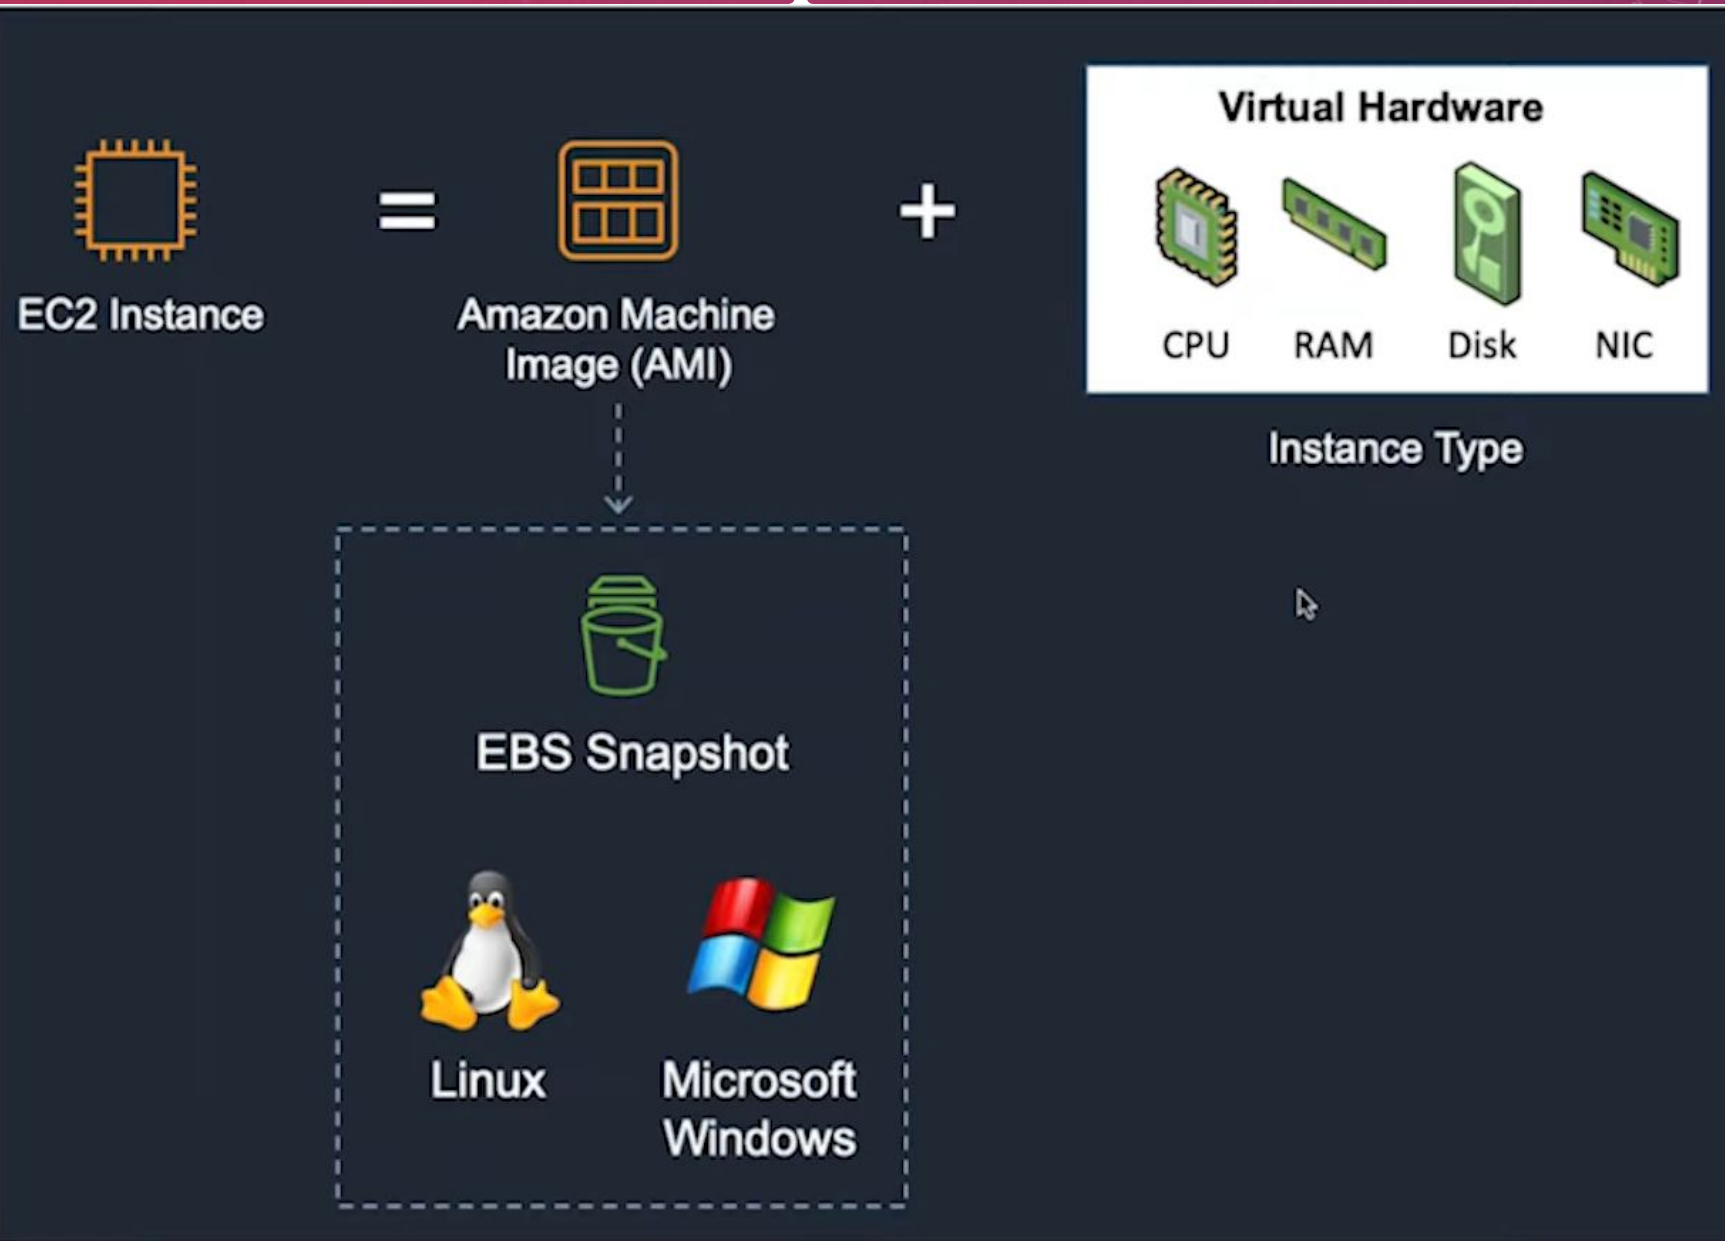 Virtual Hardware
CPU RAM Disk NIC
EC2 Instance = Amazon Machine +
Image (AMI)
Instance Type
EBS Snapshot
Linux
Microsoft
Windows